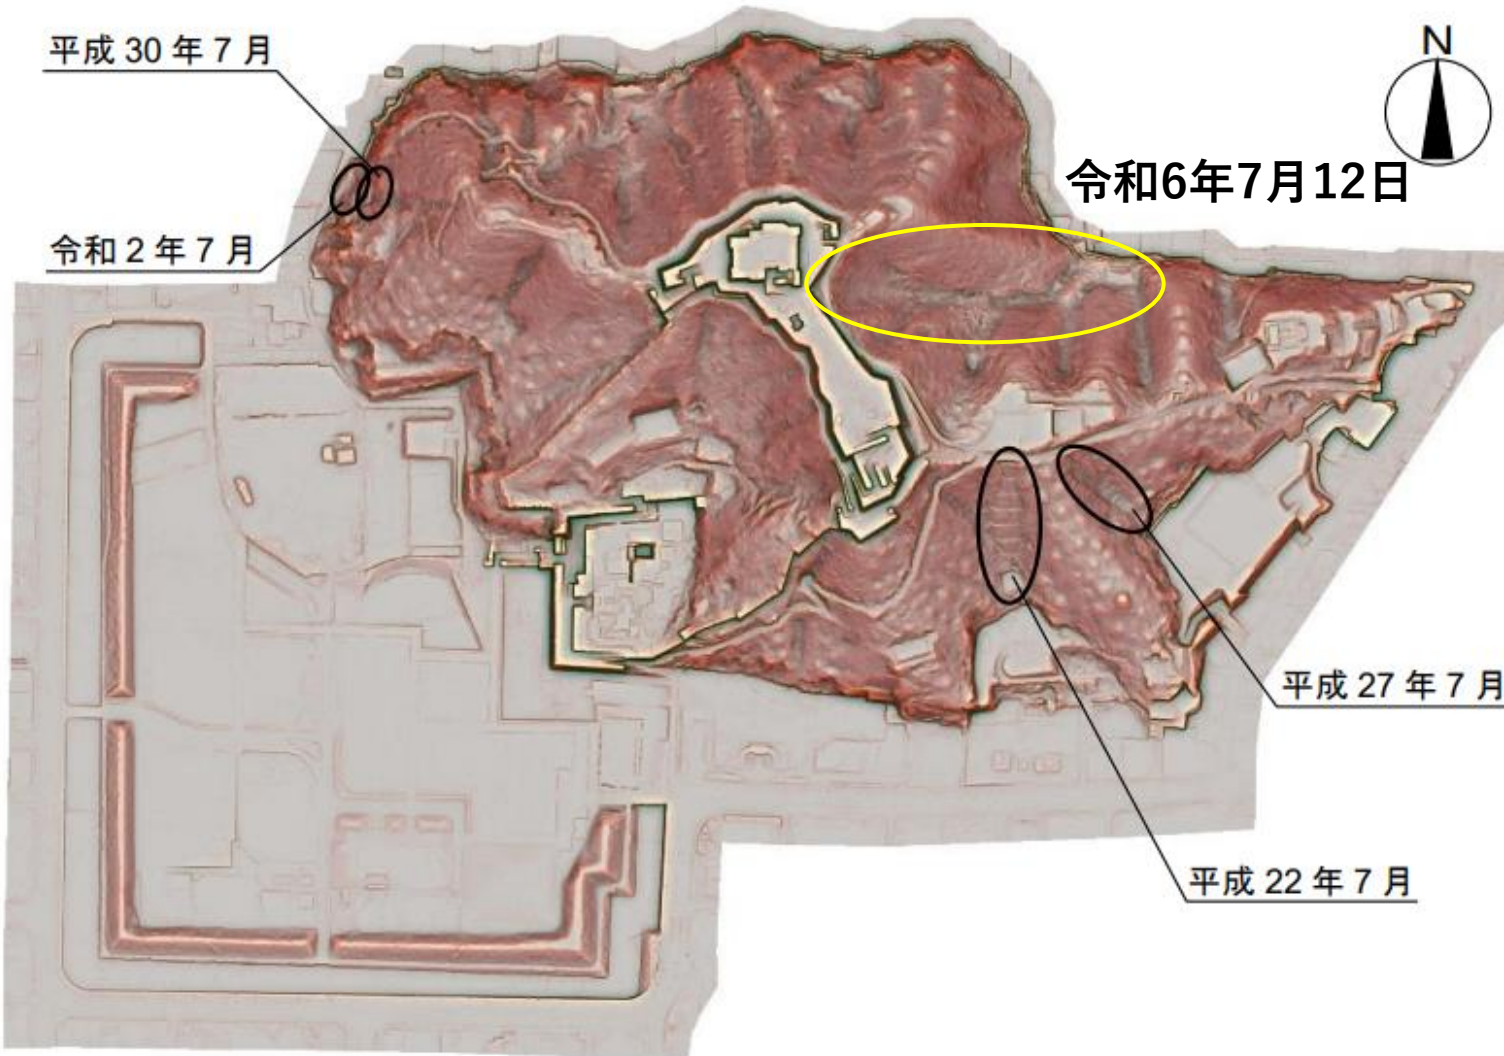 平成 30 年 7 月
N
令和6年7月12日
令和 2 年 7 月
平成 27 年 7 月
平成 22 年 7 月